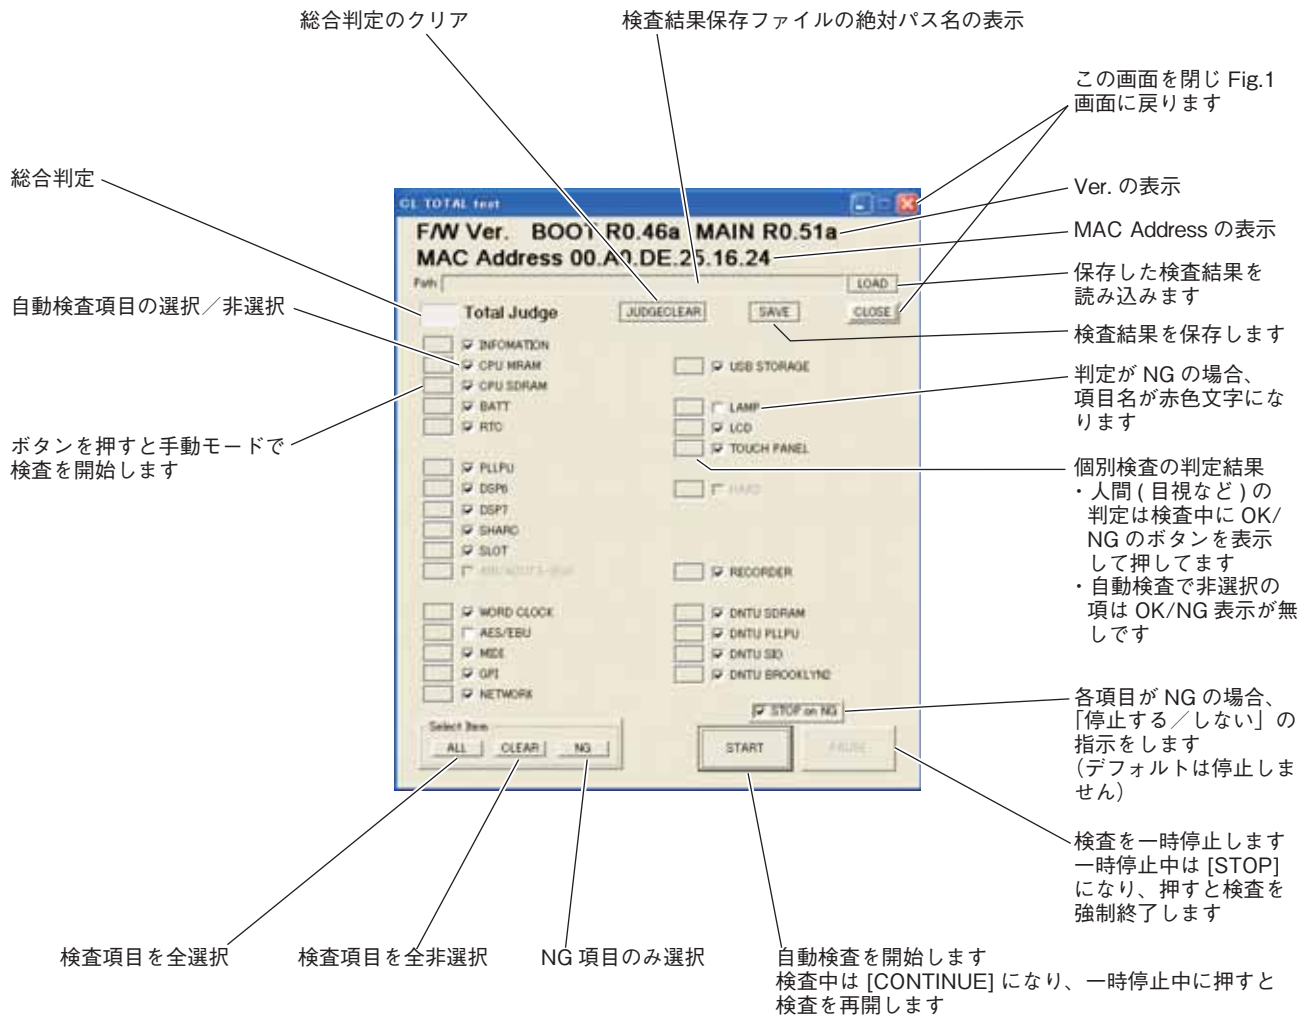 総合判定のクリア
検査結果保存ファイルの絶対パス名の表示
この画面を閉じ Fig.1
画面に戻ります
総合判定
Ver. の表示
MAC Address の表示
保存した検査結果を
読み込みます
自動検査項目の選択／非選択
検査結果を保存します
判定が NG の場合、
項目名が赤色文字にな
ります
ボタンを押すと手動モードで
検査を開始します
個別検査の判定結果
・人間 ( 目視など ) の
判定は検査中に OK/
NG のボタンを表示
して押してます
・自動検査で非選択の
項は OK/NG 表示が無
しです
各項目が NG の場合、
「停止する／しない」の
指示をします
（デフォルトは停止しま
せん）
検査を一時停止します
一時停止中は [STOP]
になり、押すと検査を
強制終了します
検査項目を全選択
検査項目を全非選択
NG 項目のみ選択
自動検査を開始します
検査中は [CONTINUE] になり、一時停止中に押すと
検査を再開します
CL TOTAL test
F/W Ver. BOOT R0.46a MAIN R0.51a
MAC Address 00.A0.DE.25.16.24
Path
LOAD
Total Judge
JUDGECLEAR
SAVE
CLOSE
INFOMATION
CPU MRAM
CPU SDRAM
BATT
RTC
PLLPU
DSP6
DSP7
SHARC
SLOT
WORD CLOCK
AES/EBU
MIDI
GPI
NETWORK
USB STORAGE
LAMP
LCD
TOUCH PANEL
HA&D
RECORDER
DNTU SDRAM
DNTU PLLPU
DNTU SIO
DNTU BROOKLYN2
STOP on NG
Select Item
ALL
CLEAR
NG
START
PAUSE